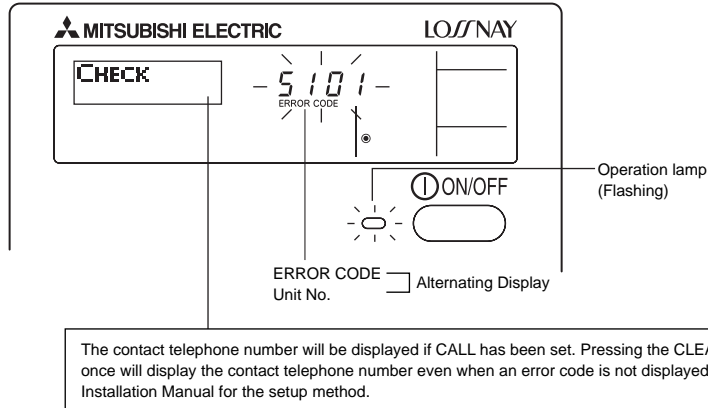 MITSUBISHI ELECTRIC
LOSSNAY
CHECK
5101
ERROR CODE
Operation lamp
(Flashing)
ON/OFF
ERROR CODE
Unit No.
Alternating Display
The contact telephone number will be displayed if CALL has been set. Pressing the
once will display the contact telephone number even when an error code is not displayed
Installation Manual for the setup method.